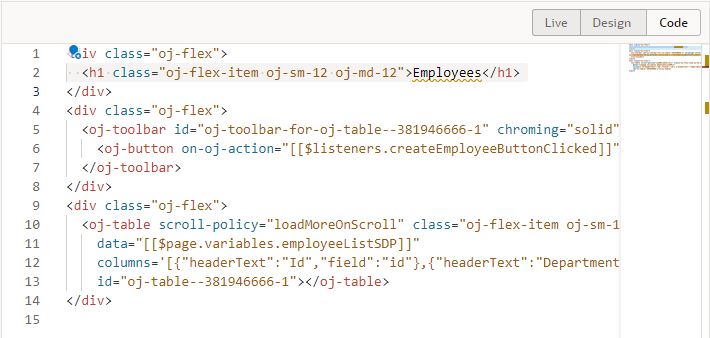 Live Design Code
1 <div class="oj-flex">
2 <h1 class="oj-flex-item oj-sm-12 oj-md-12">Employees</h1>
3 </div>
4 <div class="oj-flex">
5 <oj-toolbar id="oj-toolbar-for-oj-table--381946666-1" chroming="solid"
6 <oj-button on-oj-action="[[$listeners.createEmployeeButtonClicked]]"
7 </oj-toolbar>
8 </div>
9 <div class="oj-flex">
10 <oj-table scroll-policy="loadMoreOnScroll" class="oj-flex-item oj-sm-1
11 data="[[$page.variables.employeeListSDP]]"
12 columns='[{"headerText":"Id","field":"id"},{"headerText":"Department
13 id="oj-table--381946666-1"></oj-table>
14 </div>
15